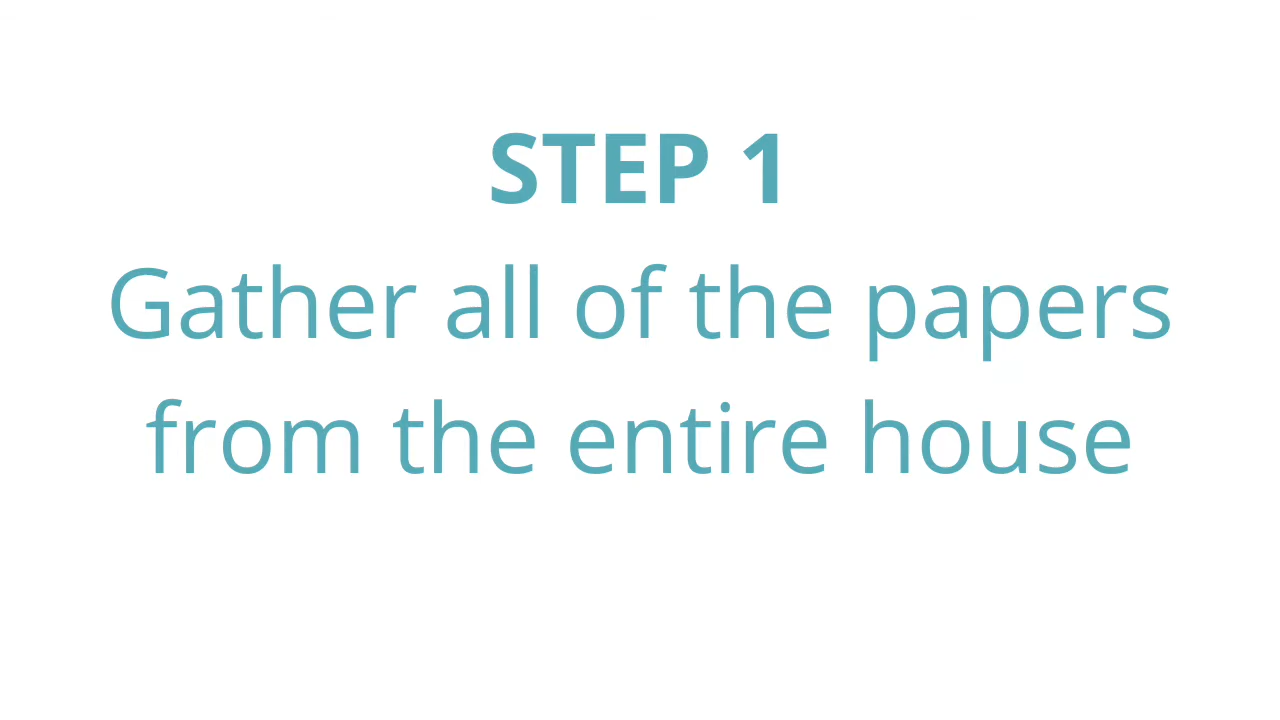 STEP 1
Gather all of the papers
from the entire house